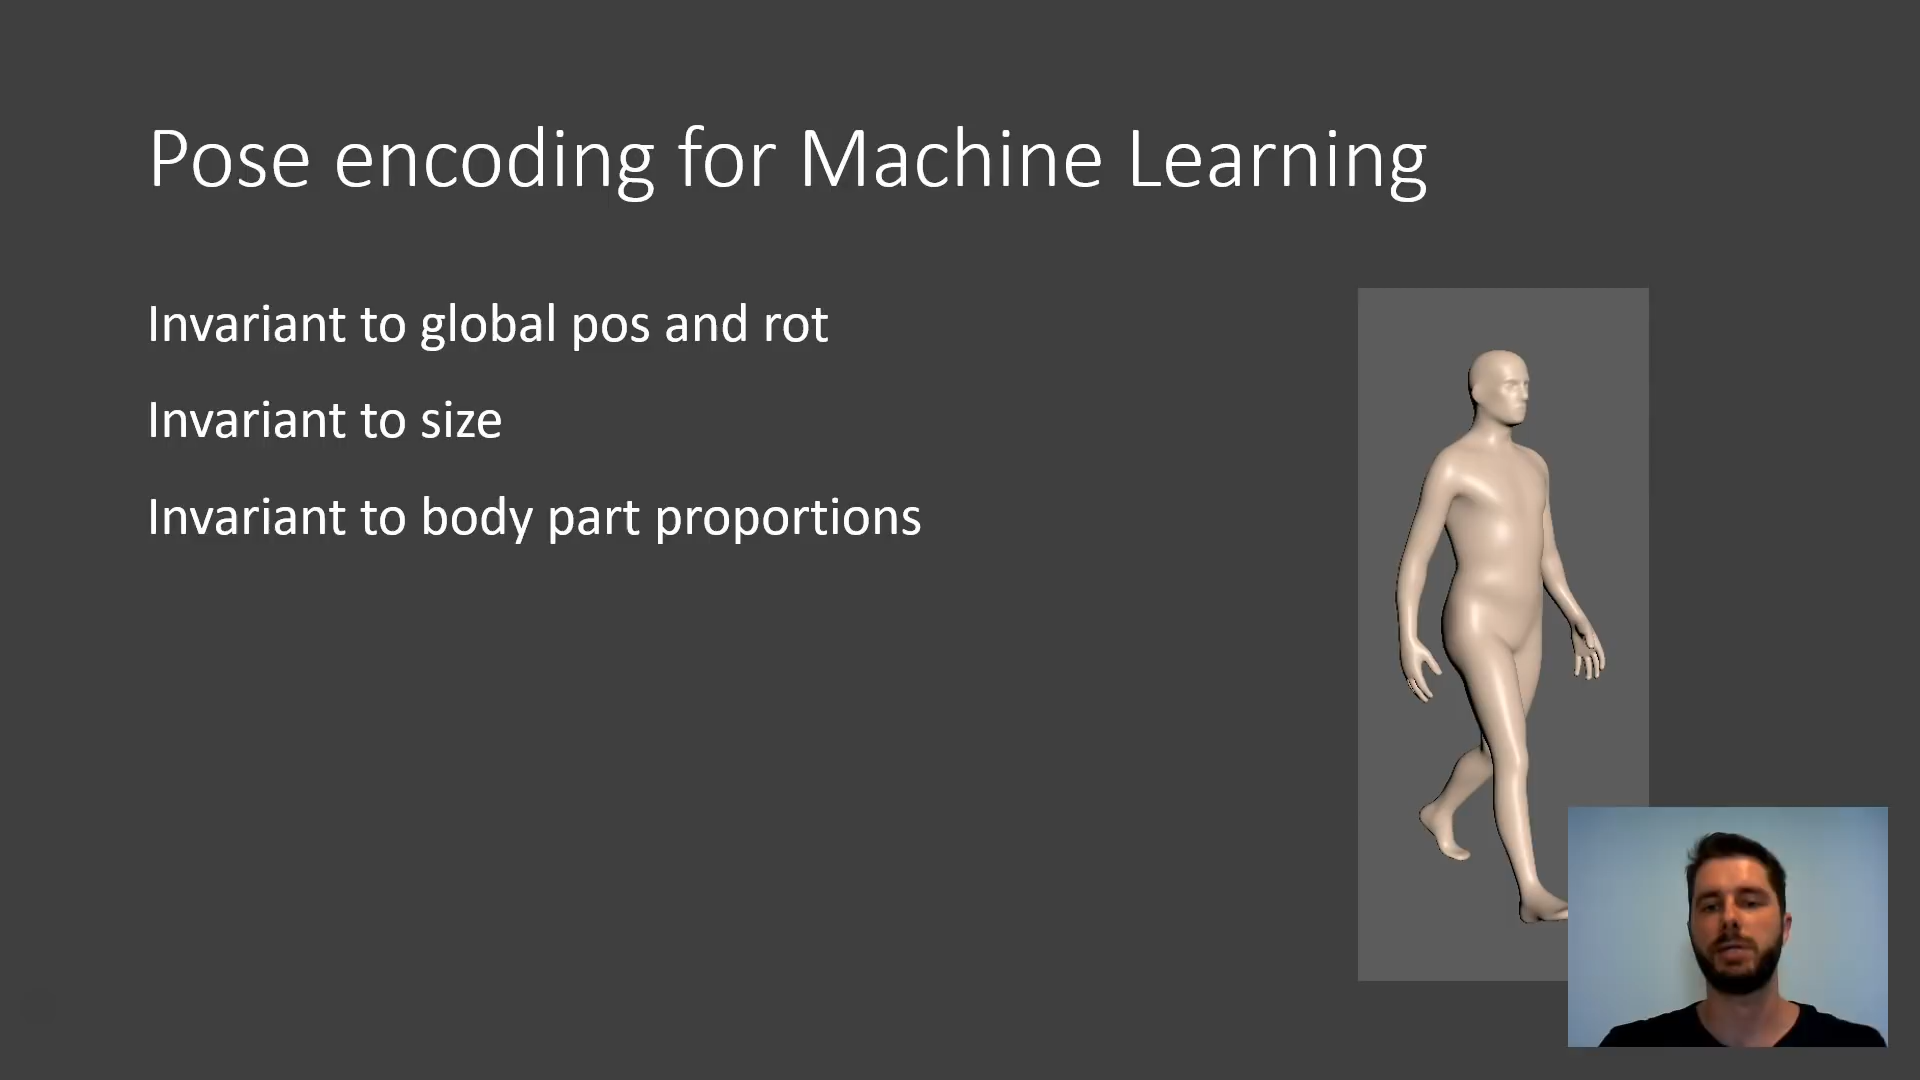 Pose encoding for Machine Learning
Invariant to global pos and rot
Invariant to size
Invariant to body part proportions